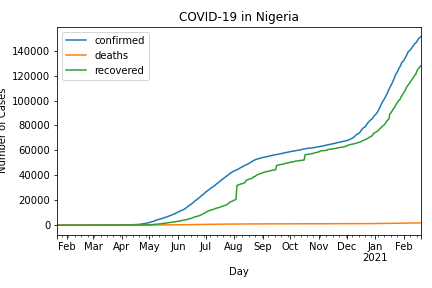 COVID-19 in Nigeria
confirmed
deaths
recovered
140000
120000
100000
80000
60000
40000
20000
0
Number of Cases
Feb Mar Apr May Jun Jul Aug Sep Oct Nov Dec Jan Feb
2021
Day